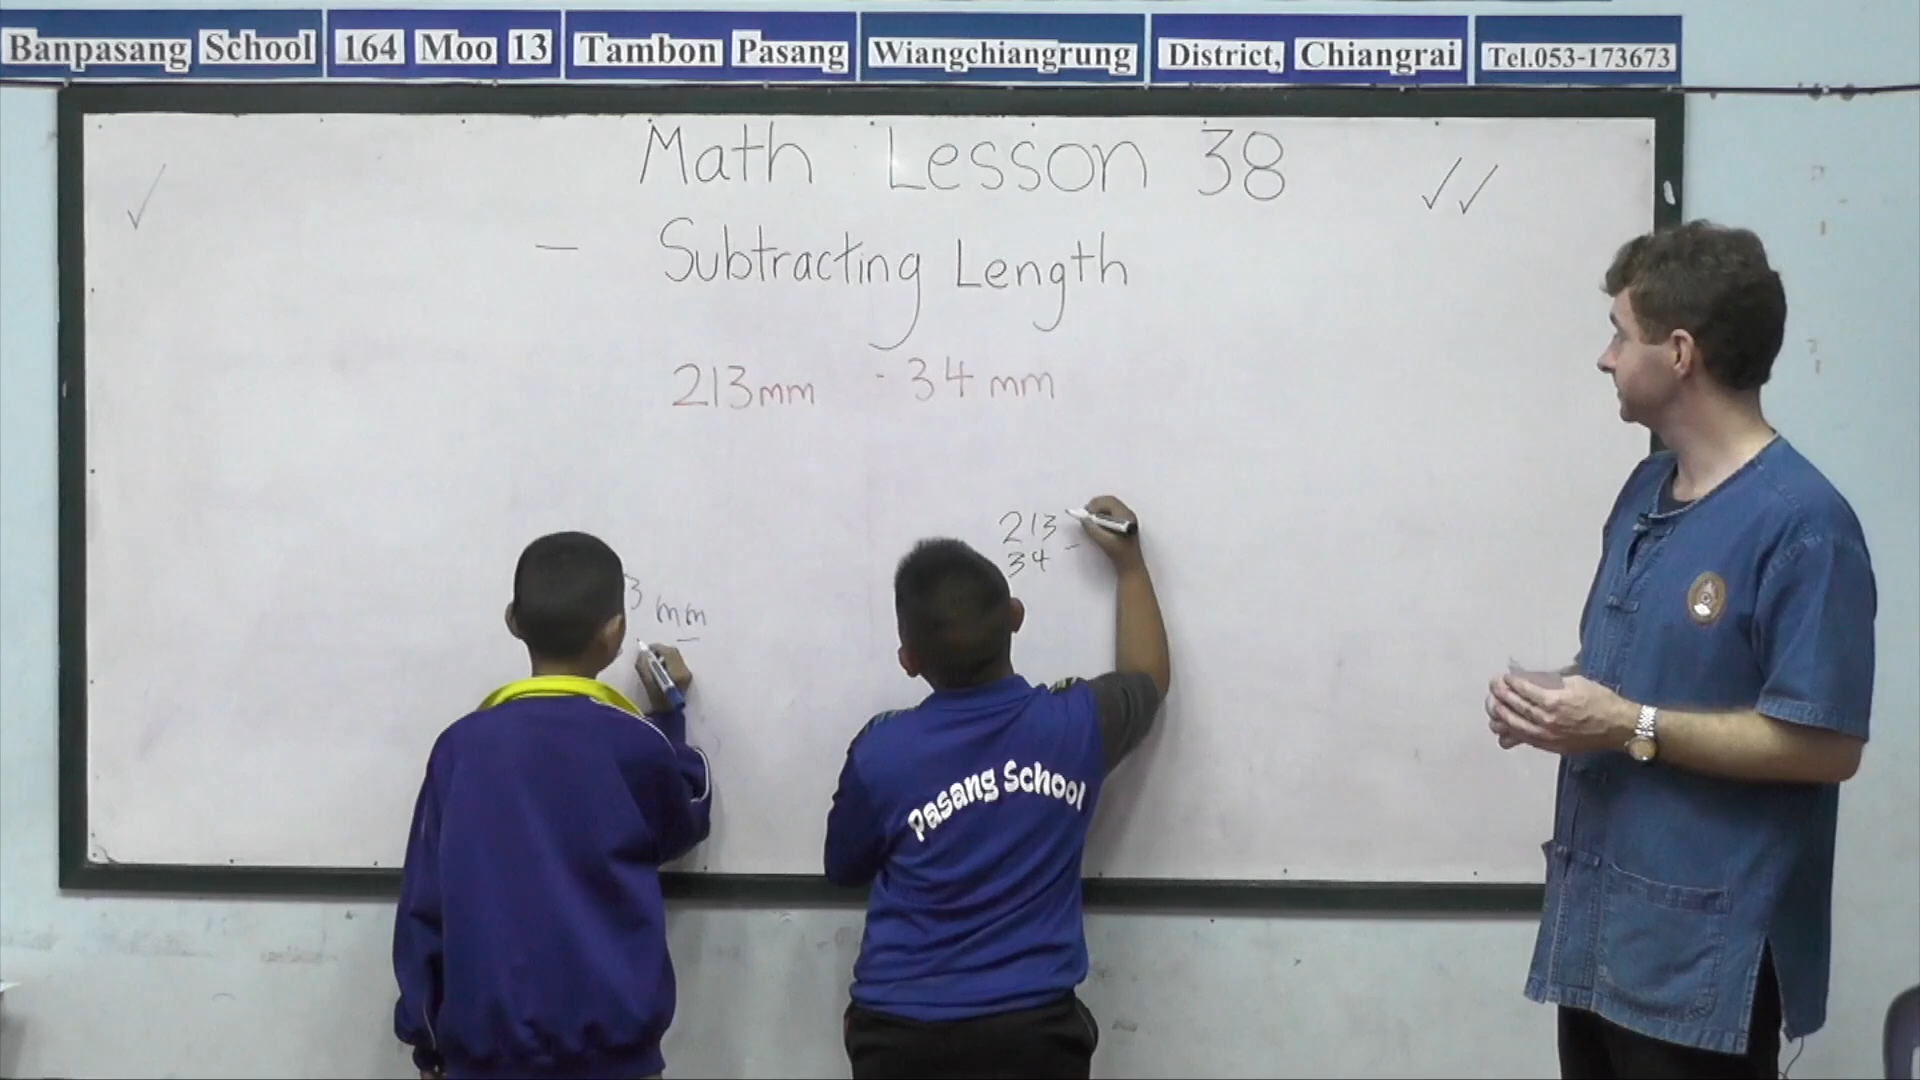 Banpasang School 164 Moo 13 Tambon Pasang Wiangchiangrung District, Chiangrai Tel.053-173673
Math Lesson 38
- Subtracting Length
213mm - 34 mm
213
34 -
3 mm
-
Pasang School